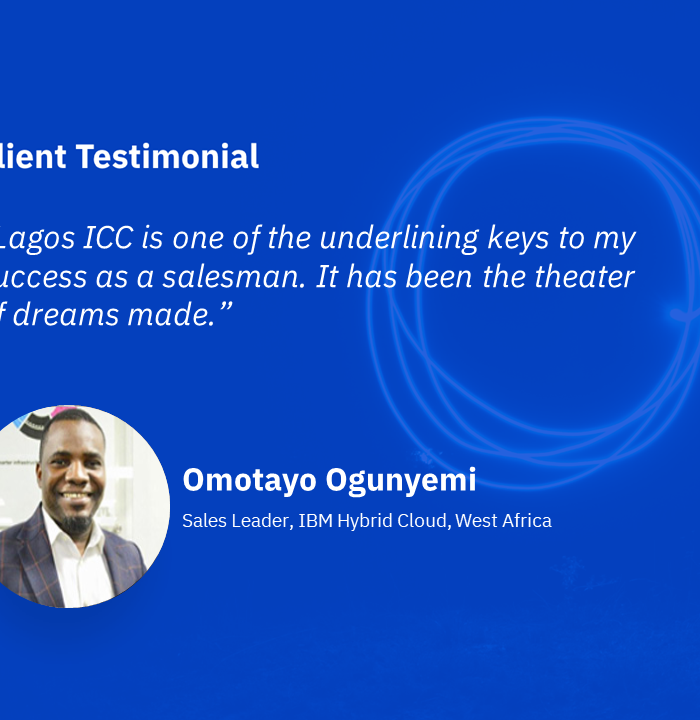 lient Testimonial
Lagos ICC is one of the underlining keys to my
uccess as a salesman. It has been the theater
f dreams made.”
Omotayo Ogunyemi
Sales Leader, IBM Hybrid Cloud, West Africa